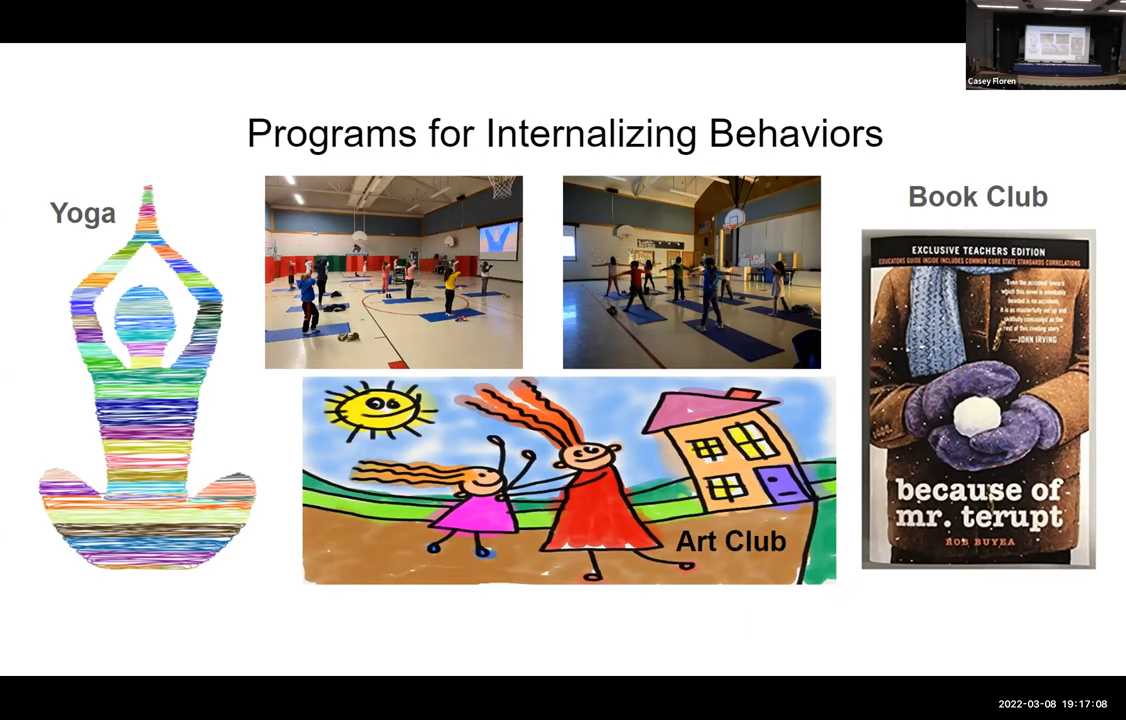 Casey Floren
Programs for Internalizing Behaviors
Yoga
Book Club
EXCLUSIVE TEACHERS EDITION
EDUCATORS GUIDE INSIDE INCLUDES COMMON CORE STATE STANDARDS CORRELATIONS
"Even the accident toward
which this novel is inevitably
headed is no accident,
it is as masterfully set up and
skillfully concealed as the
rest of this riveting story."
—JOHN IRVING
because of
mr. terupt
ROB BUYEA
Art Club
2022-03-08 19:17:08